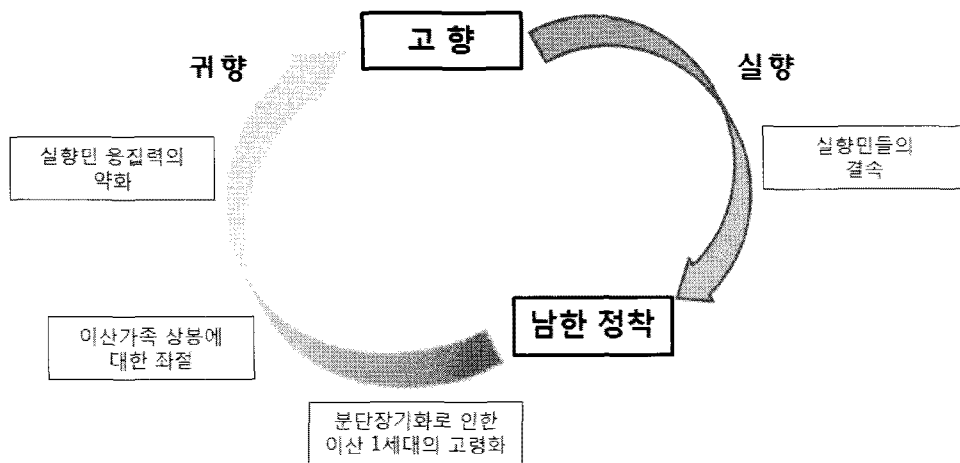 고 향
귀향
실향
실향민 응집력의
약화
실향민들의
결속
남한 정착
이산가족 상봉에
대한 좌절
분단장기화로 인한
이산 1세대의 고령화